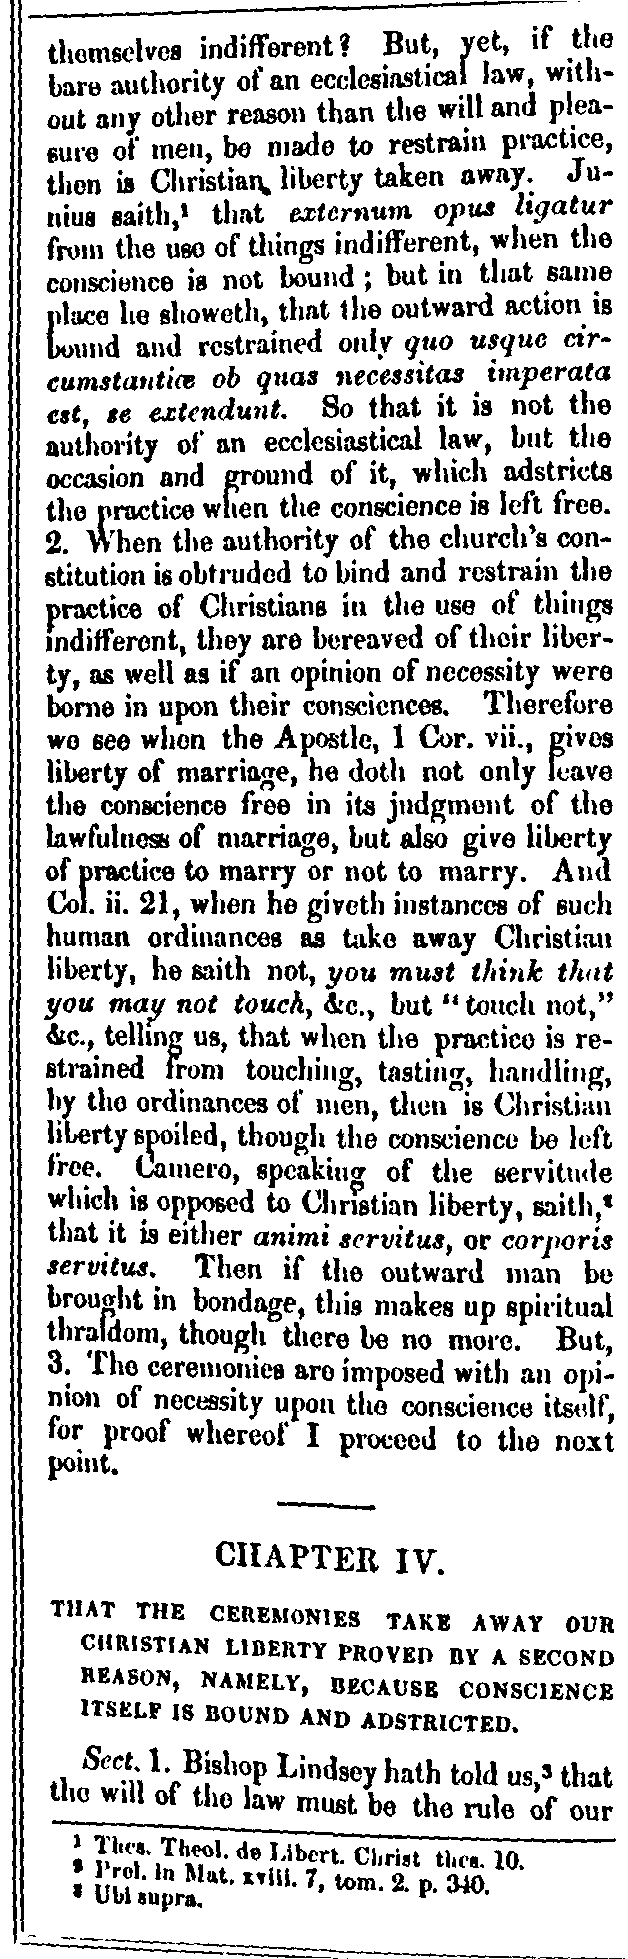 themselves indifferent? But, yet, if the
bare authority of an ecclesiastical law, with-
out any other reason than the will and plea-
sure of men, be made to restrain practice,
then is Christian liberty taken away. Ju-
nius saith,¹ that externum opus ligatur
from the use of things indifferent, when the
conscience is not bound; but in that same
place he showeth, that the outward action is
bound and restrained only quo usque cir-
cumstantiæ ob quas necessitas imperata
est, se extendunt. So that it is not the
authority of an ecclesiastical law, but the
occasion and ground of it, which adstricts
the practice when the conscience is left free.
2. When the authority of the church's con-
stitution is obtruded to bind and restrain the
practice of Christians in the use of things
indifferent, they are bereaved of their liber-
ty, as well as if an opinion of necessity were
borne in upon their consciences. Therefore
we see when the Apostle, 1 Cor. vii., gives
liberty of marriage, he doth not only leave
the conscience free in its judgment of the
lawfulness of marriage, but also give liberty
of practice to marry or not to marry. And
Col. ii. 21, when he giveth instances of such
human ordinances as take away Christian
liberty, he saith not, you must think that
you may not touch, &c., but "touch not,"
&c., telling us, that when the practice is re-
strained from touching, tasting, handling,
by the ordinances of men, then is Christian
liberty spoiled, though the conscience be left
free. Camero, speaking of the servitude
which is opposed to Christian liberty, saith,²
that it is either animi servitus, or corporis
servitus. Then if the outward man be
brought in bondage, this makes up spiritual
thraldom, though there be no more. But,
3. The ceremonies are imposed with an opi-
nion of necessity upon the conscience itself,
for proof whereof I proceed to the next
point.
CHAPTER IV.
THAT THE CEREMONIES TAKE AWAY OUR
CHRISTIAN LIBERTY PROVED BY A SECOND
REASON, NAMELY, BECAUSE CONSCIENCE
ITSELF IS BOUND AND ADSTRICTED.
Sect. 1. Bishop Lindsey hath told us,³ that
the will of the law must be the rule of our
¹ Thes. Theol. de Libert. Christ thes. 10.
² Prol. In Mat. xviii. 7, tom. 2. p. 340.
³ Ubi supra.